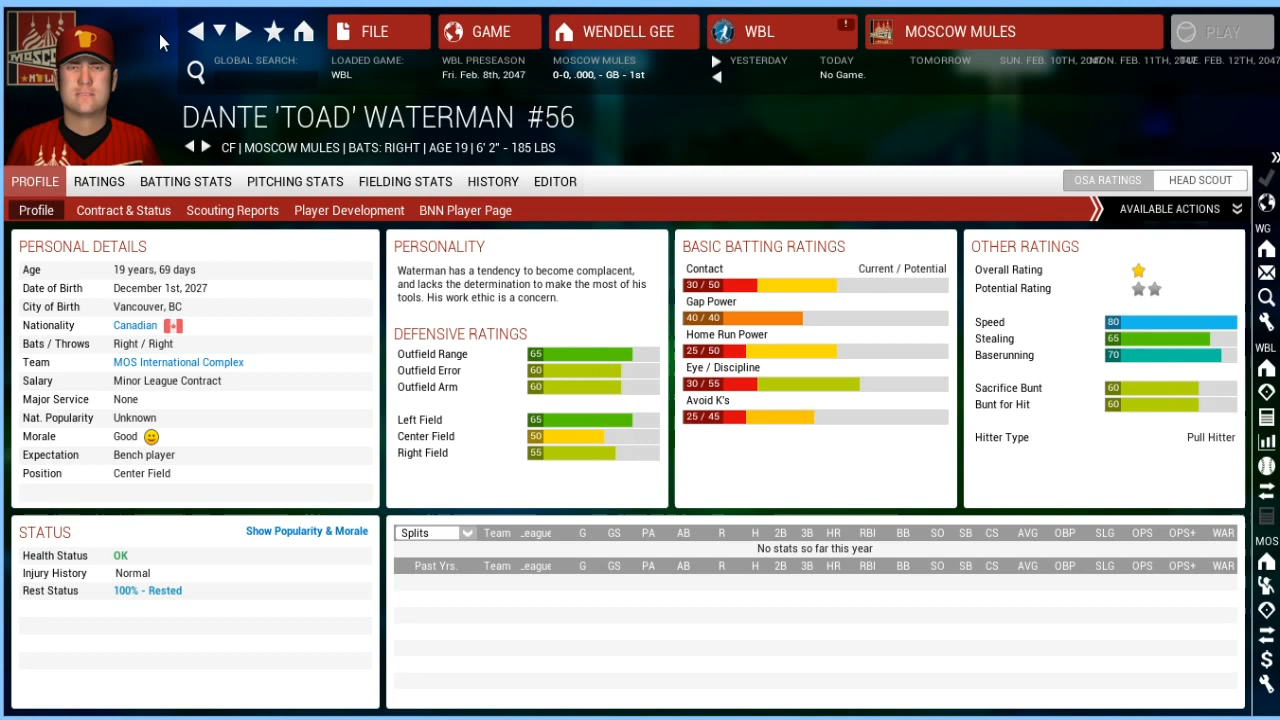 FILE
GAME
WENDELL GEE
WBL
!
MOSCOW MULES
PLAY
GLOBAL SEARCH:
LOADED GAME:
WBL
WBL PRESEASON
Fri. Feb. 8th, 2047
MOSCOW MULES
0-0, .000, - GB - 1st
YESTERDAY
TODAY
No Game.
TOMORROW
SUN. FEB. 10TH, 2047
MON. FEB. 11TH, 2047
TUE. FEB. 12TH, 2047
DANTE 'TOAD' WATERMAN #56
CF | MOSCOW MULES | BATS: RIGHT | AGE 19 | 6' 2" - 185 LBS
PROFILE RATINGS BATTING STATS PITCHING STATS FIELDING STATS HISTORY EDITOR
OSA RATINGS HEAD SCOUT
Profile Contract & Status Scouting Reports Player Development BNN Player Page
AVAILABLE ACTIONS
PERSONAL DETAILS
Age 19 years, 69 days
Date of Birth December 1st, 2027
City of Birth Vancouver, BC
Nationality Canadian
Bats / Throws Right / Right
Team MOS International Complex
Salary Minor League Contract
Major Service None
Nat. Popularity Unknown
Morale Good
Expectation Bench player
Position Center Field
PERSONALITY
Waterman has a tendency to become complacent,
and lacks the determination to make the most of his
tools. His work ethic is a concern.
DEFENSIVE RATINGS
Outfield Range 65
Outfield Error 60
Outfield Arm 60
Left Field 65
Center Field 50
Right Field 55
BASIC BATTING RATINGS
Contact Current / Potential
30 / 50
Gap Power
40 / 40
Home Run Power
25 / 50
Eye / Discipline
30 / 55
Avoid K's
25 / 45
OTHER RATINGS
Overall Rating
Potential Rating
Speed 80
Stealing 65
Baserunning 70
Sacrifice Bunt 60
Bunt for Hit 60
Hitter Type Pull Hitter
STATUS Show Popularity & Morale
Health Status OK
Injury History Normal
Rest Status 100% - Rested
Splits Team League G GS PA AB R H 2B 3B HR RBI BB SO SB CS AVG OBP SLG OPS OPS+ WAR
No stats so far this year
Past Yrs. Team League G GS PA AB R H 2B 3B HR RBI BB SO SB CS AVG OBP SLG OPS OPS+ WAR
WG
WBL
MOS